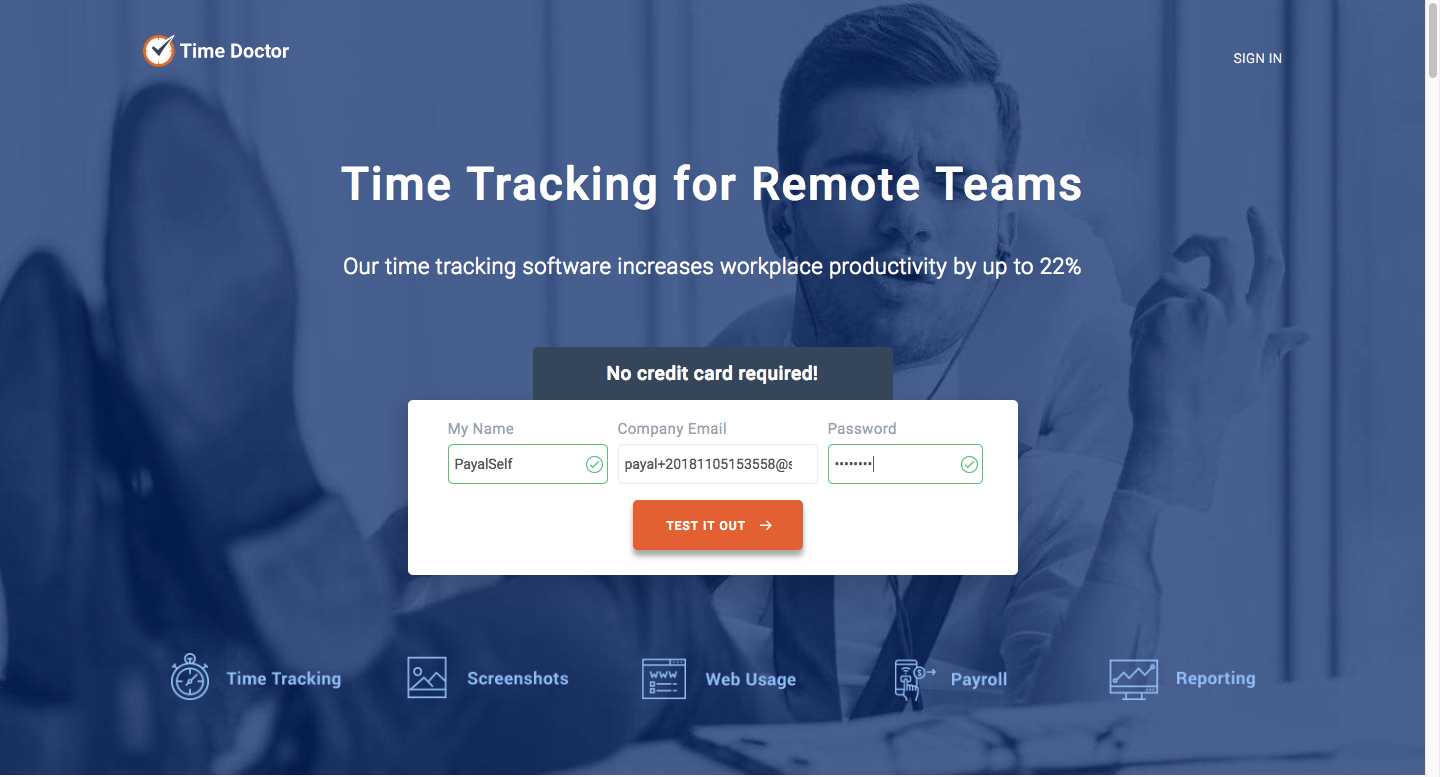 Time Doctor
SIGN IN
Time Tracking for Remote Teams
Our time tracking software increases workplace productivity by up to 22%
No credit card required!
My Name
Company Email
Password
PayalSelf
payal+20181105153558@s
••••••••
TEST IT OUT →
Time Tracking
Screenshots
WWW
Web Usage
$
Payroll
Reporting